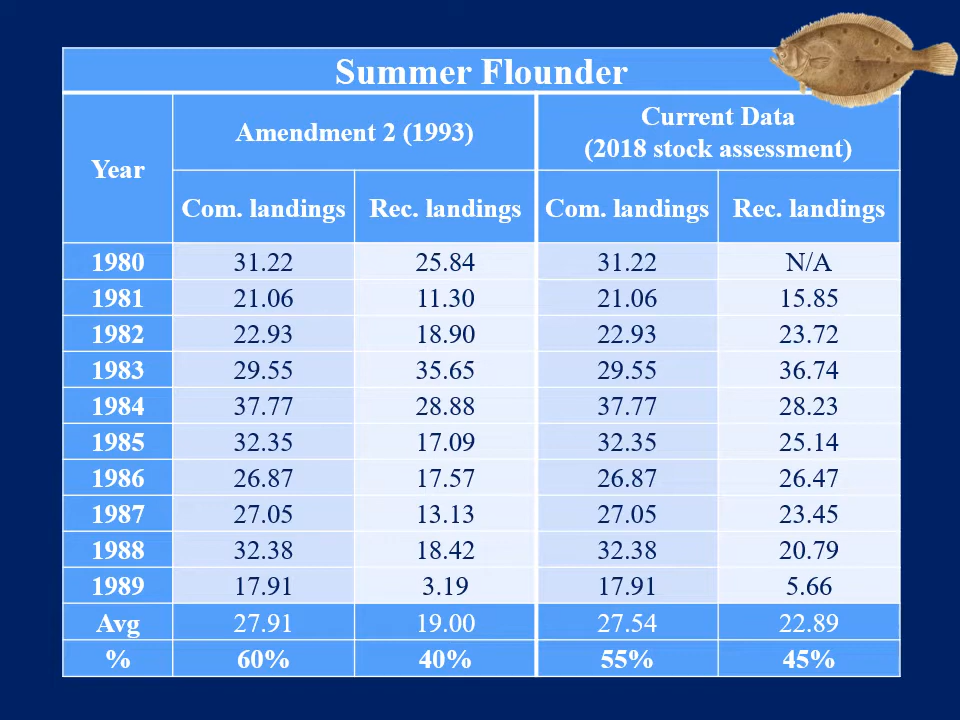 Summer Flounder
Year
Amendment 2 (1993)
Current Data
(2018 stock assessment)
Com. landings Rec. landings Com. landings Rec. landings
1980 31.22 25.84 31.22 N/A
1981 21.06 11.30 21.06 15.85
1982 22.93 18.90 22.93 23.72
1983 29.55 35.65 29.55 36.74
1984 37.77 28.88 37.77 28.23
1985 32.35 17.09 32.35 25.14
1986 26.87 17.57 26.87 26.47
1987 27.05 13.13 27.05 23.45
1988 32.38 18.42 32.38 20.79
1989 17.91 3.19 17.91 5.66
Avg 27.91 19.00 27.54 22.89
% 60% 40% 55% 45%